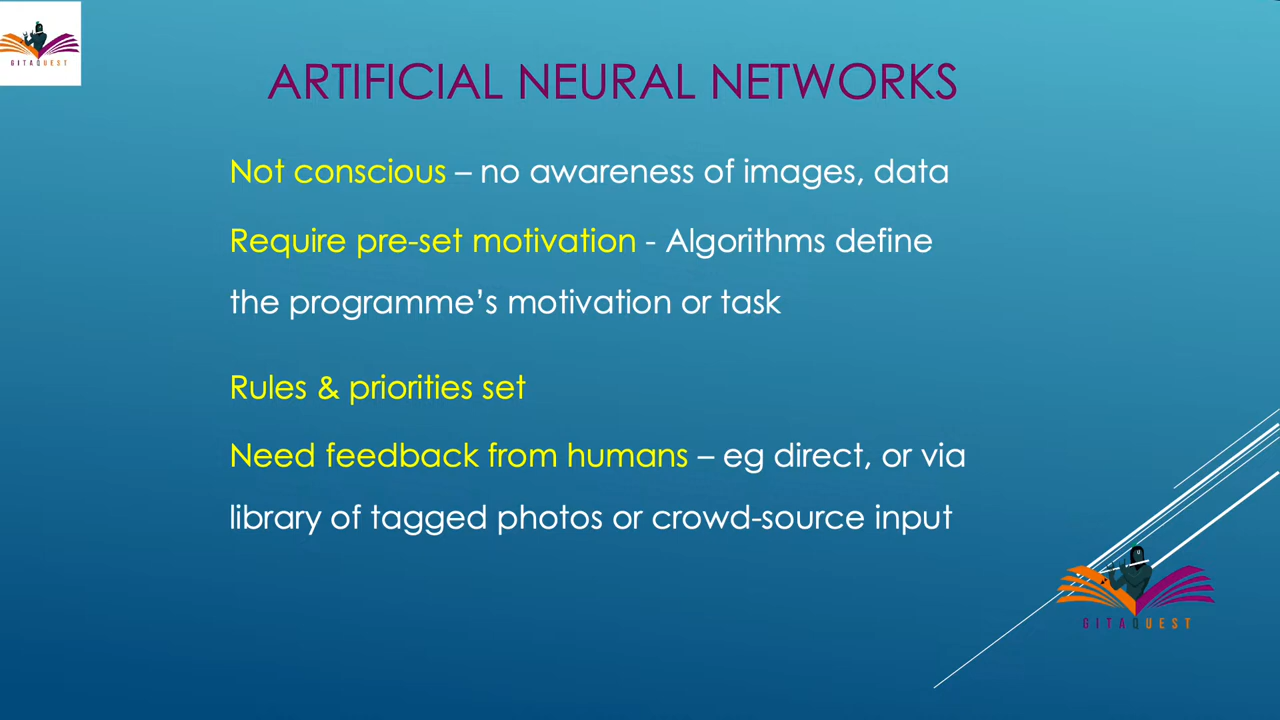 GITAQUEST
ARTIFICIAL NEURAL NETWORKS
Not conscious – no awareness of images, data
Require pre-set motivation - Algorithms define
the programme’s motivation or task
Rules & priorities set
Need feedback from humans – eg direct, or via
library of tagged photos or crowd-source input
GITAQUEST